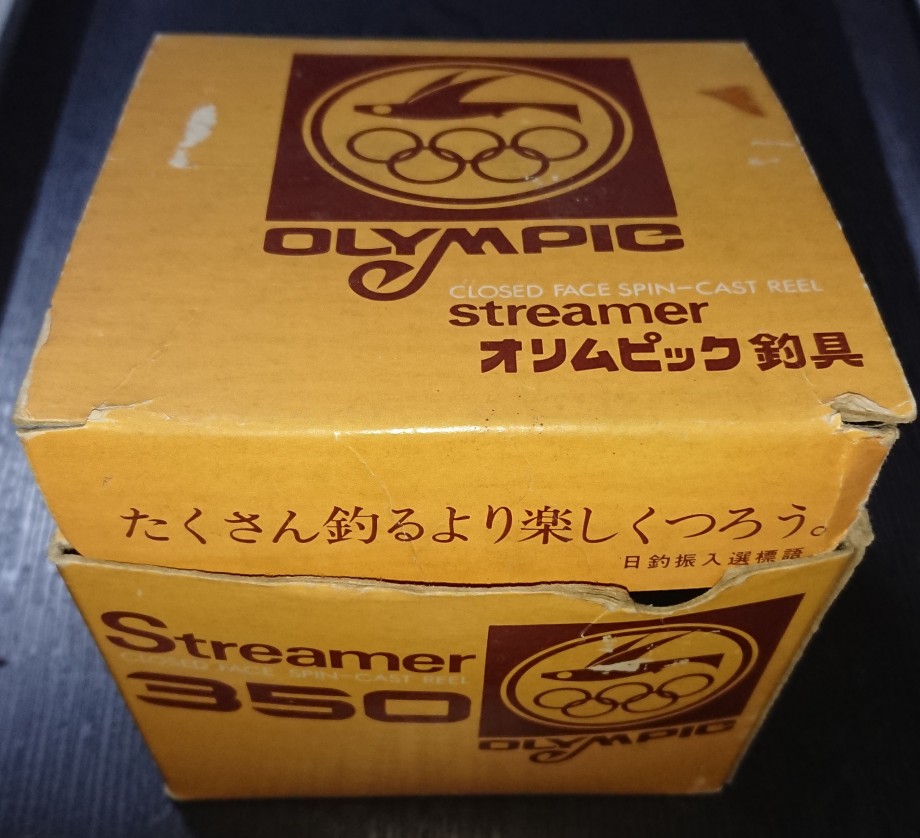 OLYMPIC
CLOSED FACE SPIN-CAST REEL
streamer
オリムピック釣具
たくさん釣るより楽しくつろう。
日釣振入選標語
Streamer
CLOSED FACE SPIN-CAST REEL
350
OLYMPIC